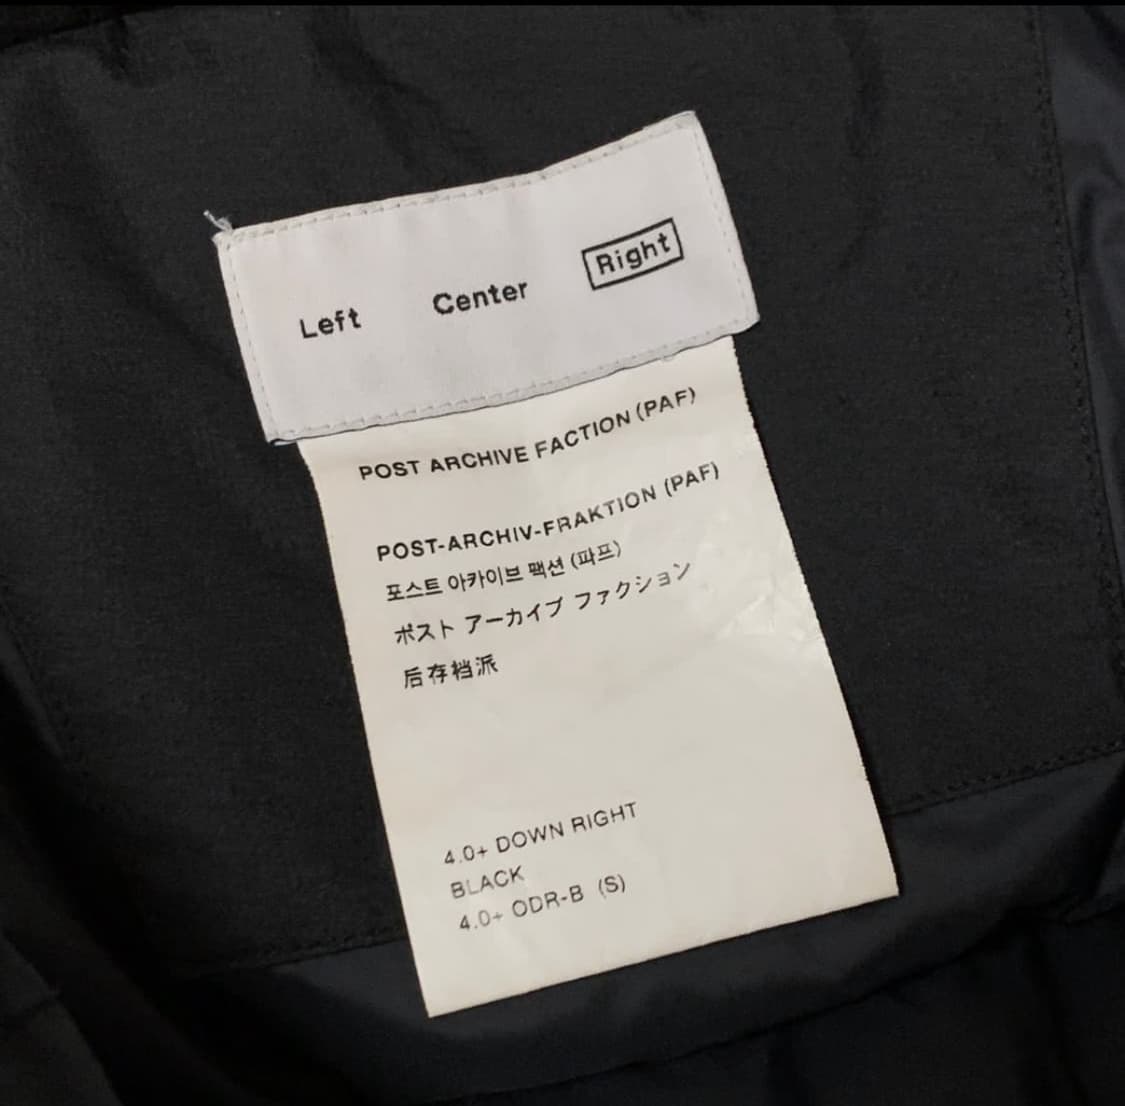 Left Center Right
POST ARCHIVE FACTION (PAF)
POST-ARCHIV-FRAKTION (PAF)
포스트 아카이브 팩션 (파프)
ポスト アーカイブ ファクション
后存档派
4.0+ DOWN RIGHT
BLACK
4.0+ ODR-B (S)